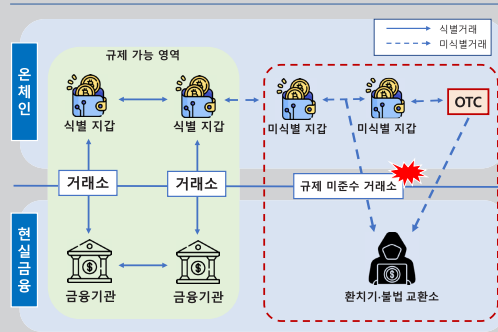 식별거래
미식별거래
온체인
규제 가능 영역
식별 지갑
식별 지갑
미식별 지갑
미식별 지갑
OTC
거래소
거래소
규제 미준수 거래소
현실금융
금융기관
금융기관
환치기·불법 교환소